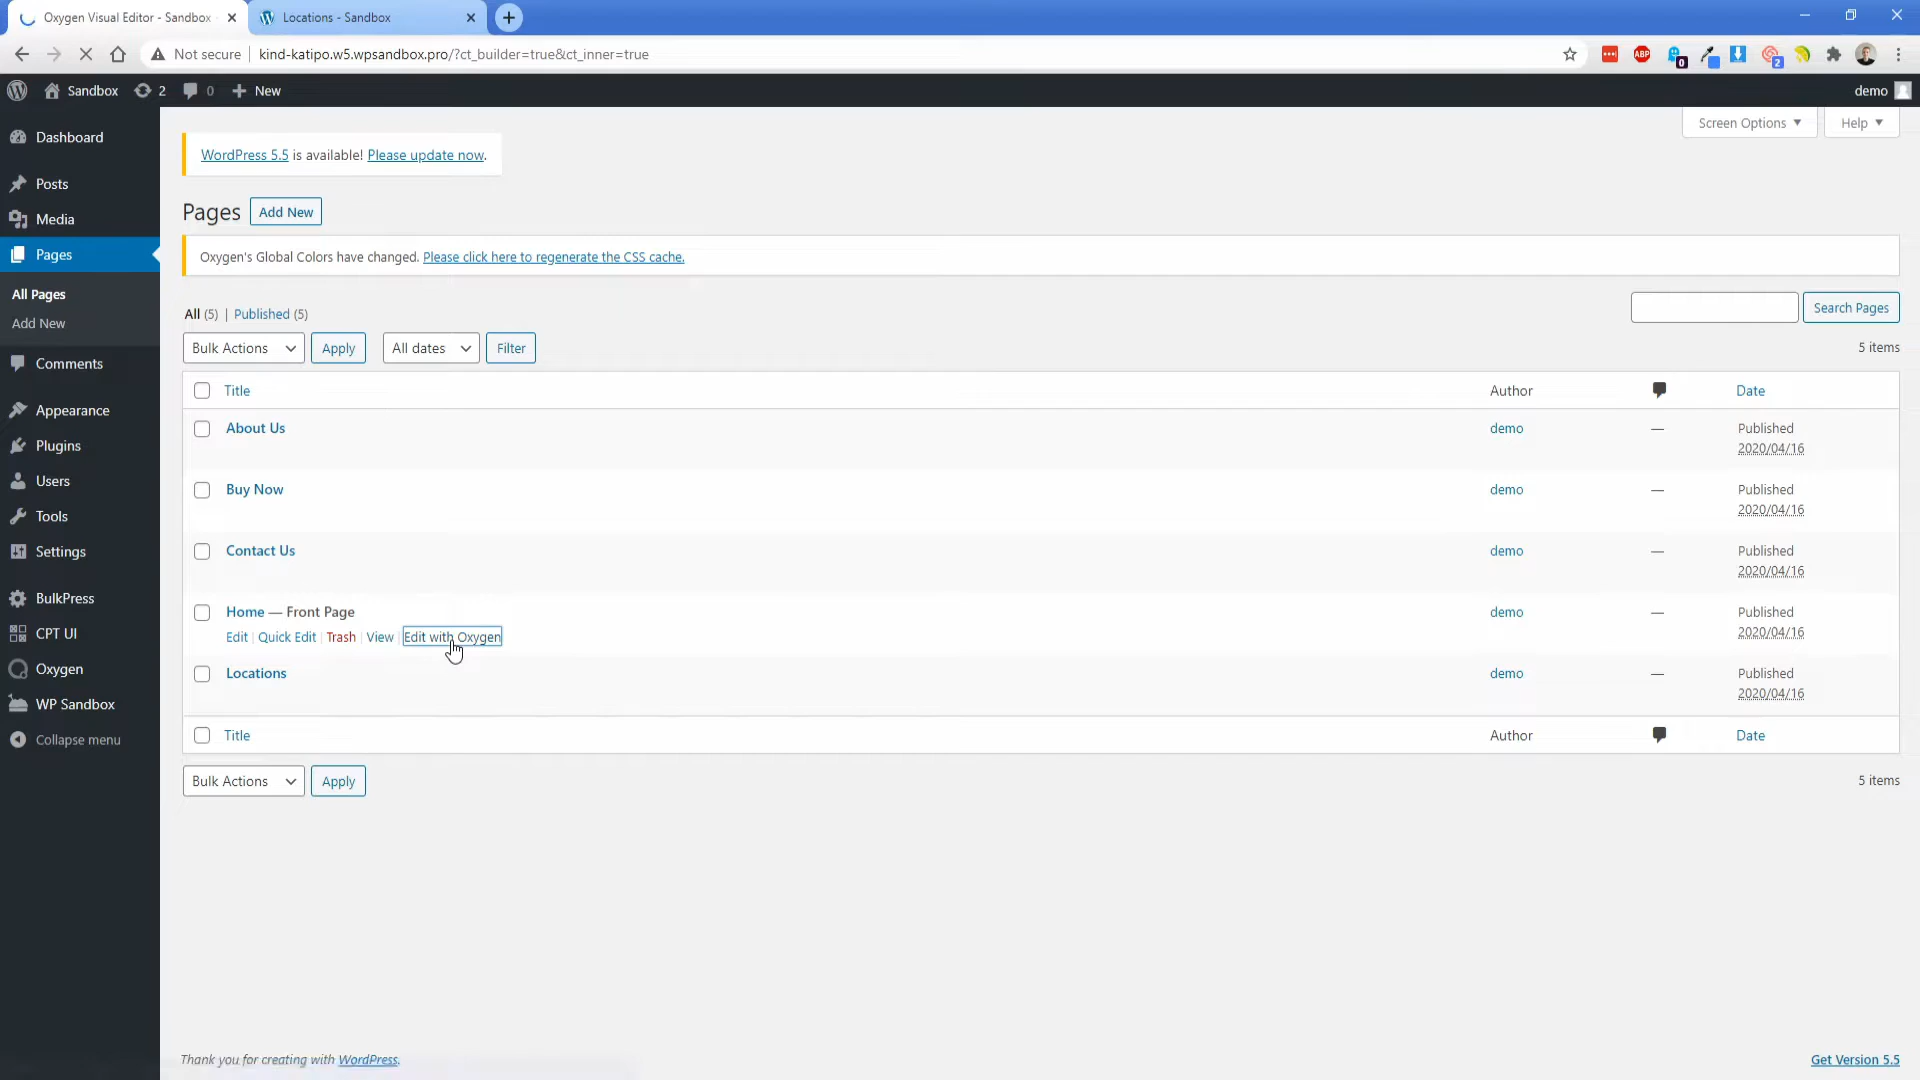 Oxygen Visual Editor - Sandbox
Locations - Sandbox
Not secure | kind-katipo.w5.wpsandbox.pro/?ct_builder=true&ct_inner=true
ABP
0
2
Sandbox 2 0 New
demo
Dashboard
Posts
Media
Pages
All Pages
Add New
Comments
Appearance
Plugins
Users
Tools
Settings
BulkPress
CPT UI
Oxygen
WP Sandbox
Collapse menu
Screen Options
Help
WordPress 5.5 is available! Please update now.
Pages Add New
Oxygen's Global Colors have changed. Please click here to regenerate the CSS cache.
All (5) | Published (5)
Search Pages
Bulk Actions Apply All dates Filter
5 items
Title Author Date
About Us demo — Published
2020/04/16
Buy Now demo — Published
2020/04/16
Contact Us demo — Published
2020/04/16
Home — Front Page demo — Published
Edit | Quick Edit | Trash | View | Edit with Oxygen 2020/04/16
Locations demo — Published
2020/04/16
Title Author Date
Bulk Actions Apply
5 items
Thank you for creating with WordPress.
Get Version 5.5